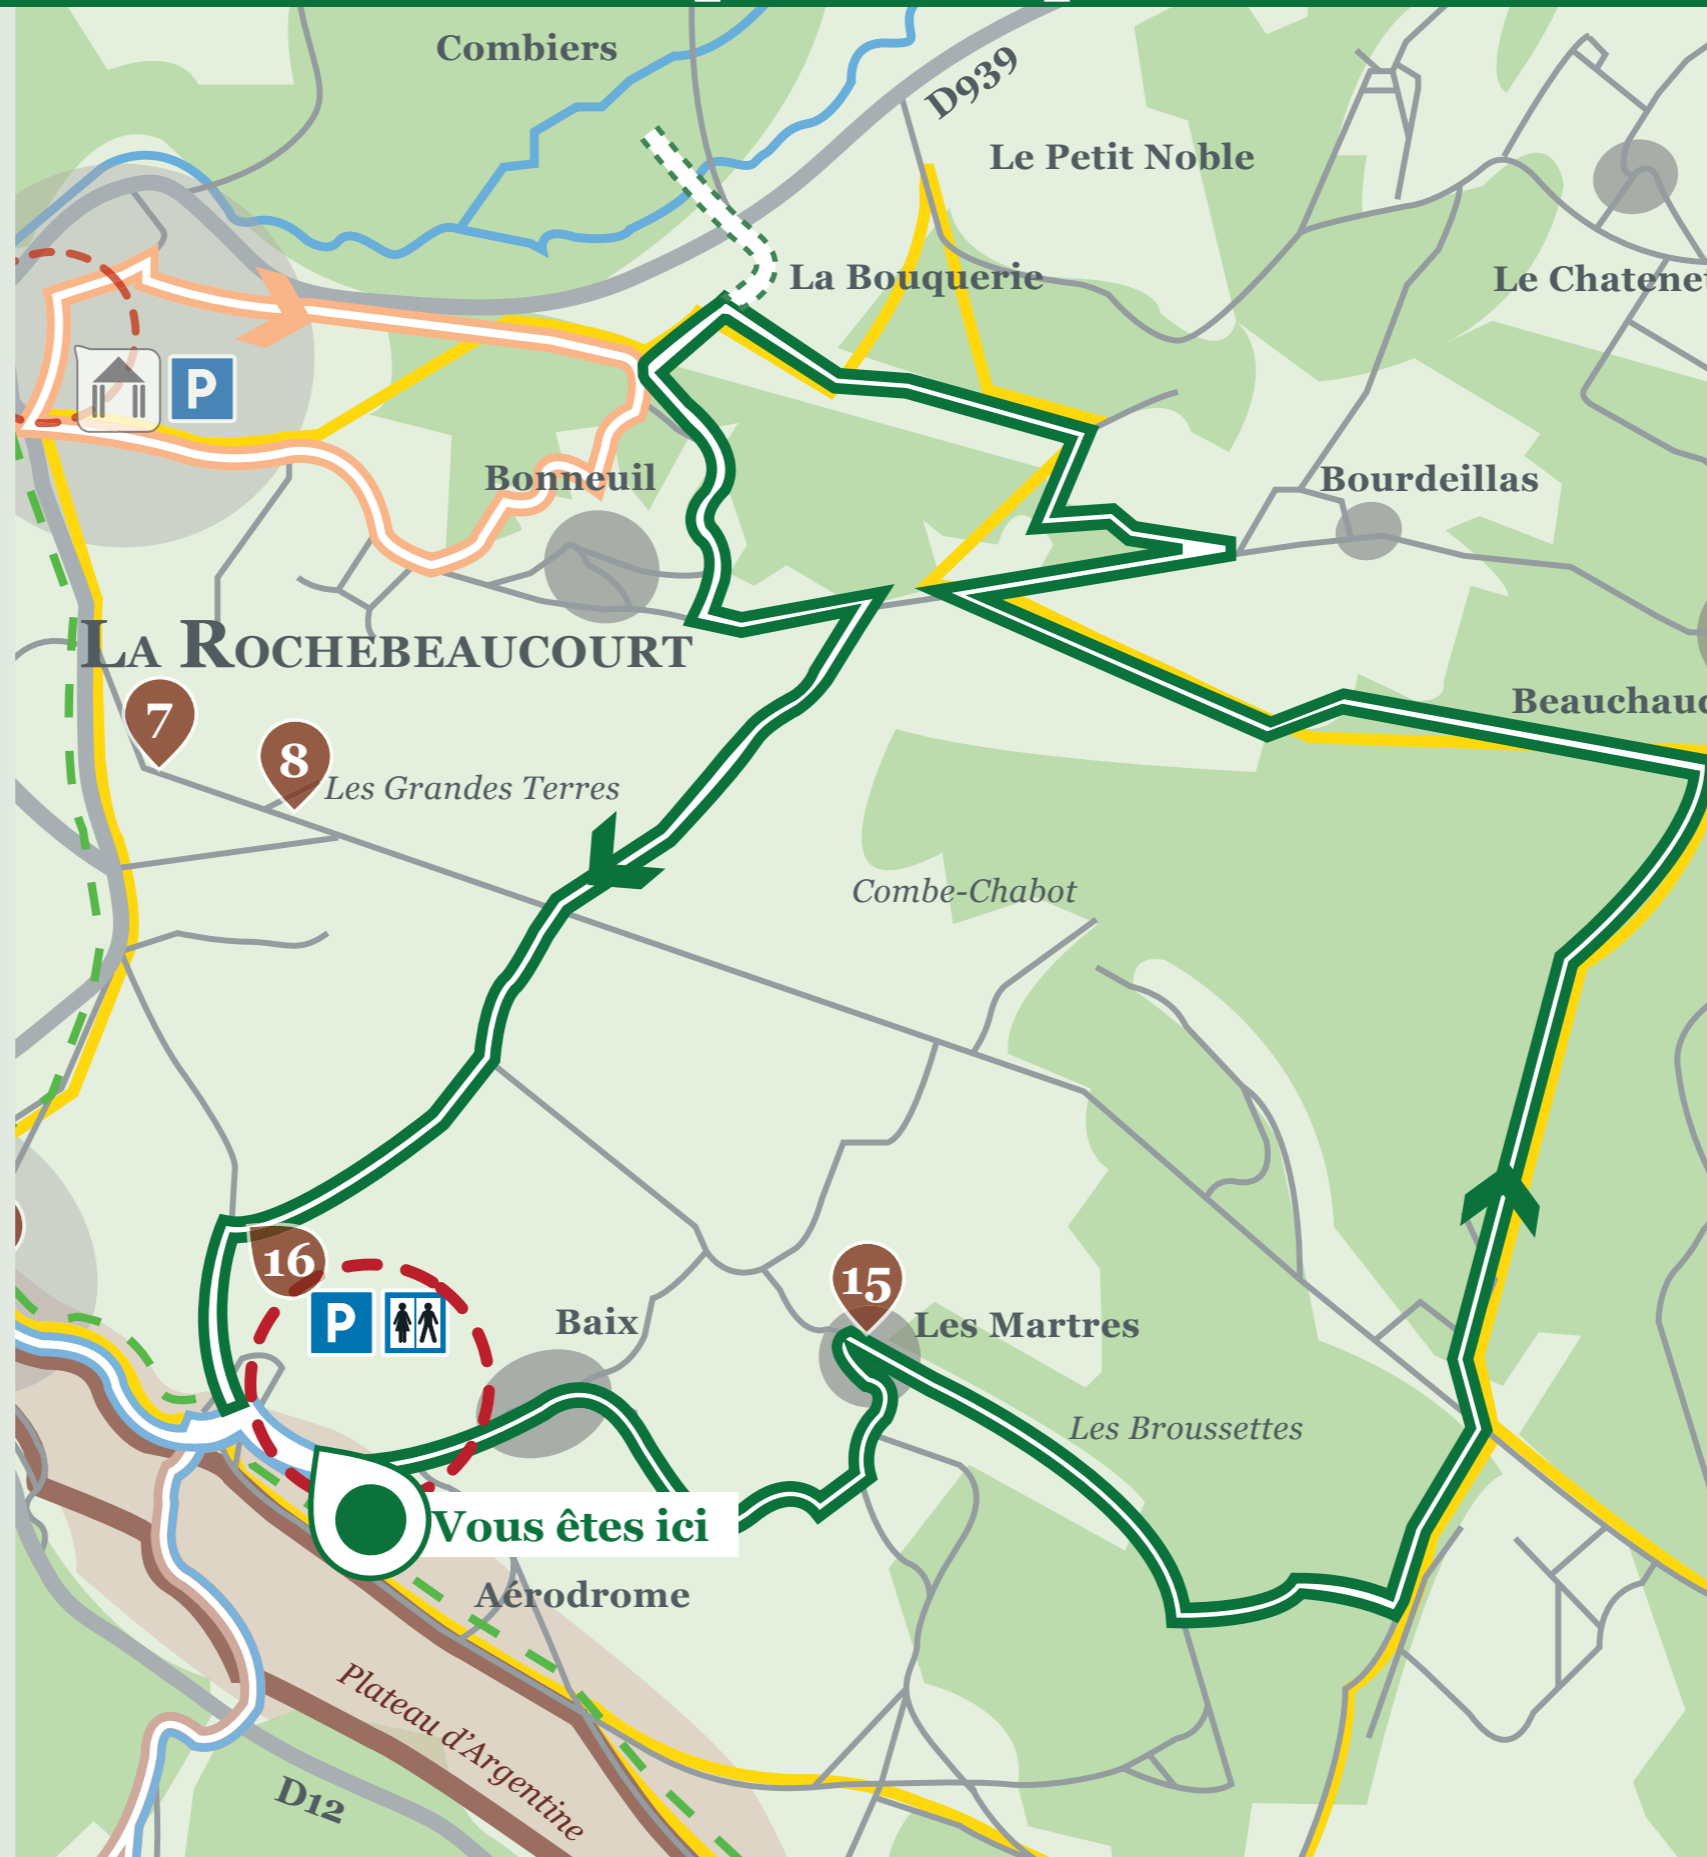 Combiers
D939
Le Petit Noble
La Bouquerie
Le Chatenet
P
Bonneuil
Bourdeillas
LA ROCHEBEAUCOURT
Beauchaud
7
8
Les Grandes Terres
Combe-Chabot
16
15
P
Baix
Les Martres
Les Broussettes
Vous êtes ici
Aérodrome
Plateau d'Argentine
D12